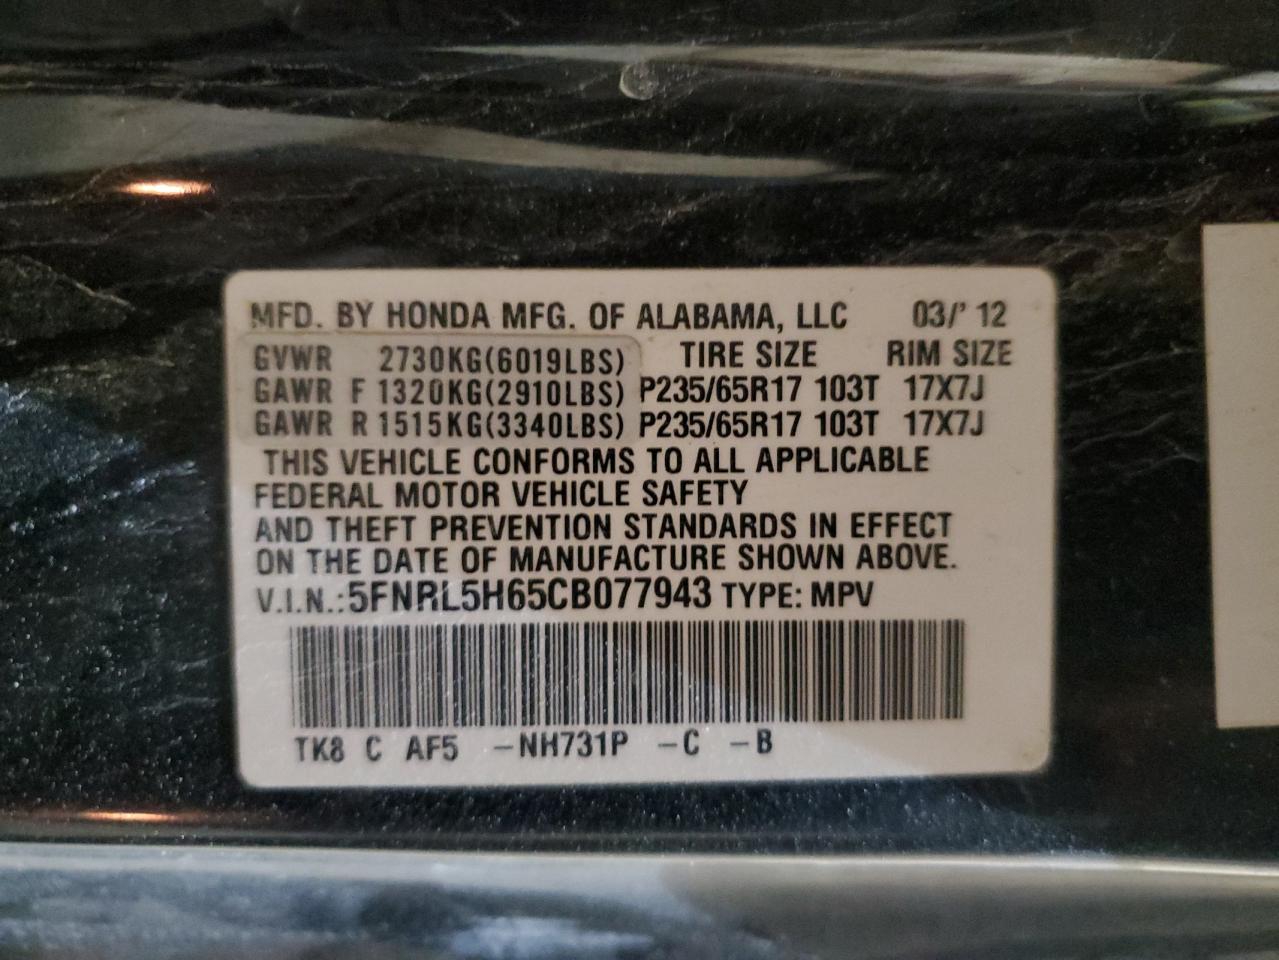 MFD. BY HONDA MFG. OF ALABAMA, LLC 03/'12
GVWR 2730KG(6019LBS) TIRE SIZE RIM SIZE
GAWR F 1320KG(2910LBS) P235/65R17 103T 17X7J
GAWR R 1515KG(3340LBS) P235/65R17 103T 17X7J
THIS VEHICLE CONFORMS TO ALL APPLICABLE
FEDERAL MOTOR VEHICLE SAFETY
AND THEFT PREVENTION STANDARDS IN EFFECT
ON THE DATE OF MANUFACTURE SHOWN ABOVE.
V.I.N.:5FNRL5H65CB077943 TYPE: MPV
TK8 C AF5 -NH731P -C -B